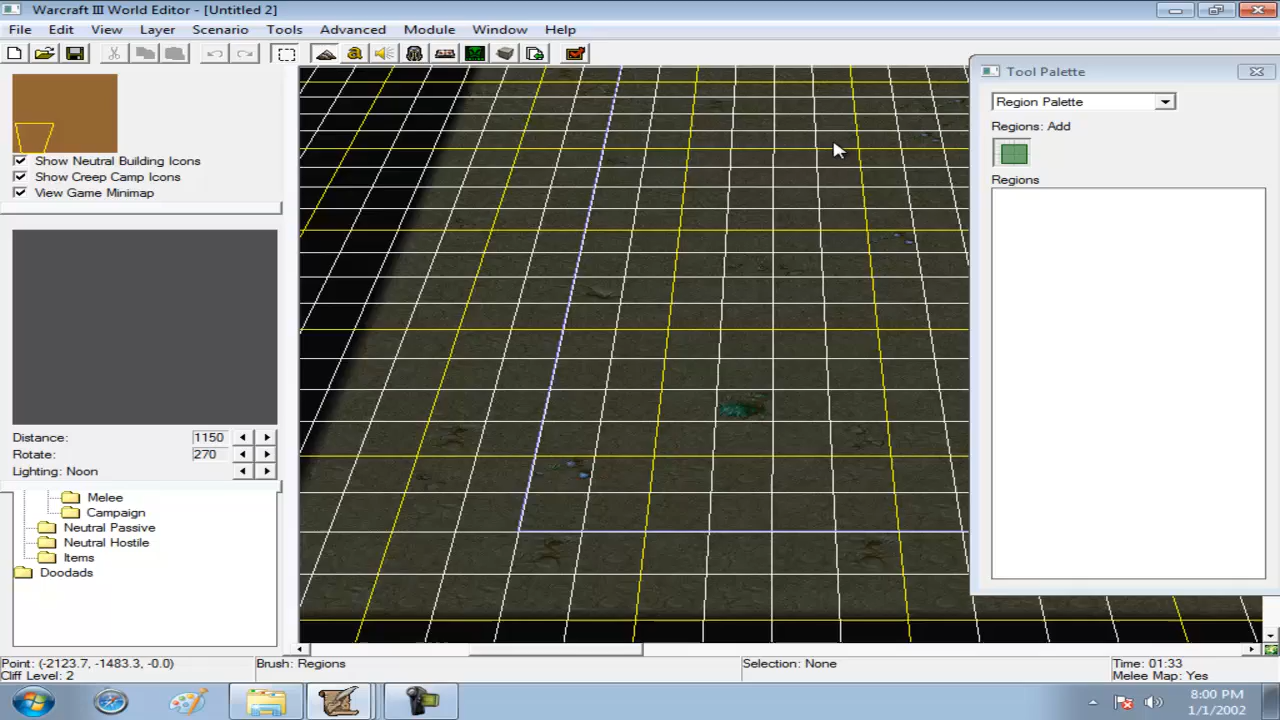 Warcraft III World Editor - [Untitled 2]
File Edit View Layer Scenario Tools Advanced Module Window Help
Tool Palette
Region Palette
Regions: Add
Regions
Show Neutral Building Icons
Show Creep Camp Icons
View Game Minimap
Distance: 1150
Rotate: 270
Lighting: Noon
Melee
Campaign
Neutral Passive
Neutral Hostile
Items
Doodads
Point: (-2123.7, -1483.3, -0.0) Brush: Regions Selection: None Time: 01:33
Cliff Level: 2 Melee Map: Yes
8:00 PM
1/1/2002